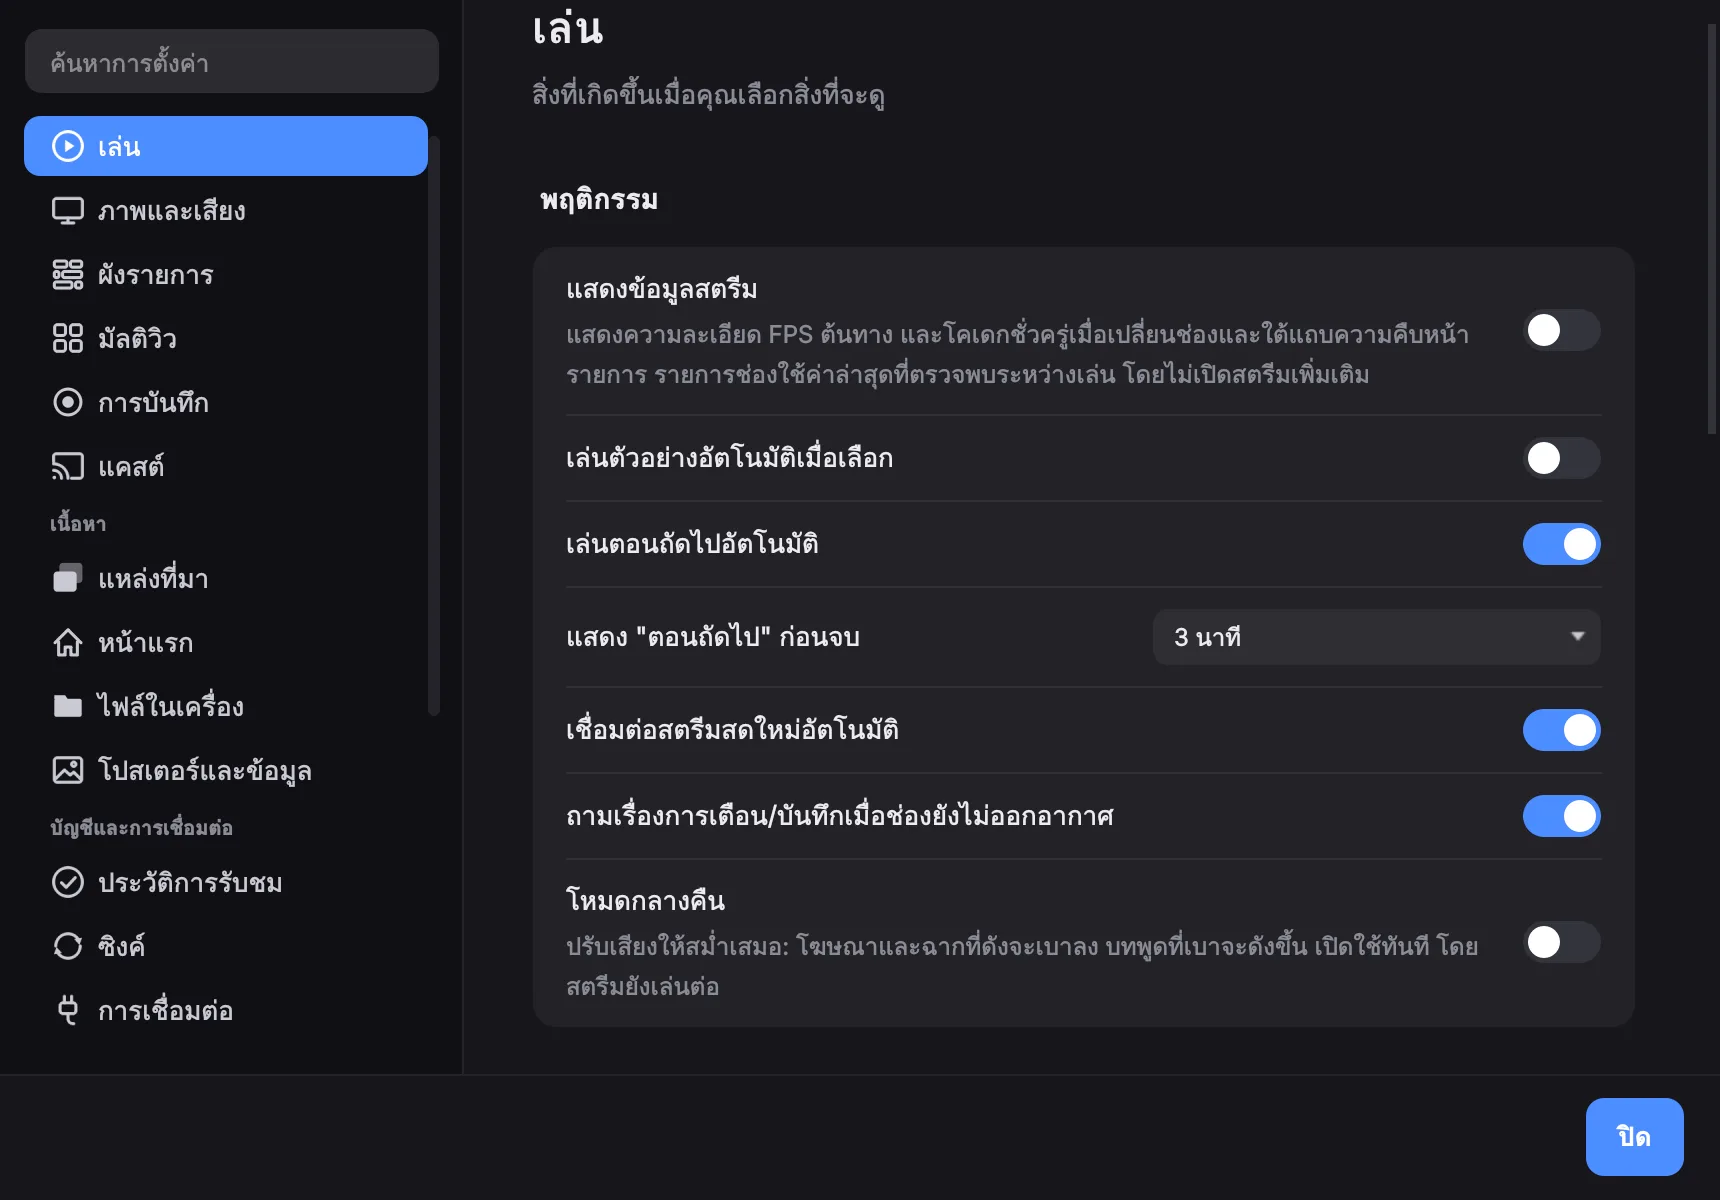 ค้นหาการตั้งค่า
เล่น
ภาพและเสียง
ผังรายการ
มัลติวิว
การบันทึก
แคสต์
เนื้อหา
แหล่งที่มา
หน้าแรก
ไฟล์ในเครื่อง
โปสเตอร์และข้อมูล
บัญชีและการเชื่อมต่อ
ประวัติการรับชม
ซิงค์
การเชื่อมต่อ
เล่น
สิ่งที่เกิดขึ้นเมื่อคุณเลือกสิ่งที่จะดู
พฤติกรรม
แสดงข้อมูลสตรีม
แสดงความละเอียด FPS ต้นทาง และโคเดกชั่วครู่เมื่อเปลี่ยนช่องและใต้แถบความคืบหน้า
รายการ รายการช่องใช้ค่าล่าสุดที่ตรวจพบระหว่างเล่น โดยไม่เปิดสตรีมเพิ่มเติม
เล่นตัวอย่างอัตโนมัติเมื่อเลือก
เล่นตอนถัดไปอัตโนมัติ
แสดง "ตอนถัดไป" ก่อนจบ
3 นาที
เชื่อมต่อสตรีมสดใหม่อัตโนมัติ
ถามเรื่องการเตือน/บันทึกเมื่อช่องยังไม่ออกอากาศ
โหมดกลางคืน
ปรับเสียงให้สม่ำเสมอ: โฆษณาและฉากที่ดังจะเบาลง บทพูดที่เบาจะดังขึ้น เปิดใช้ทันที โดย
สตรีมยังเล่นต่อ
ปิด